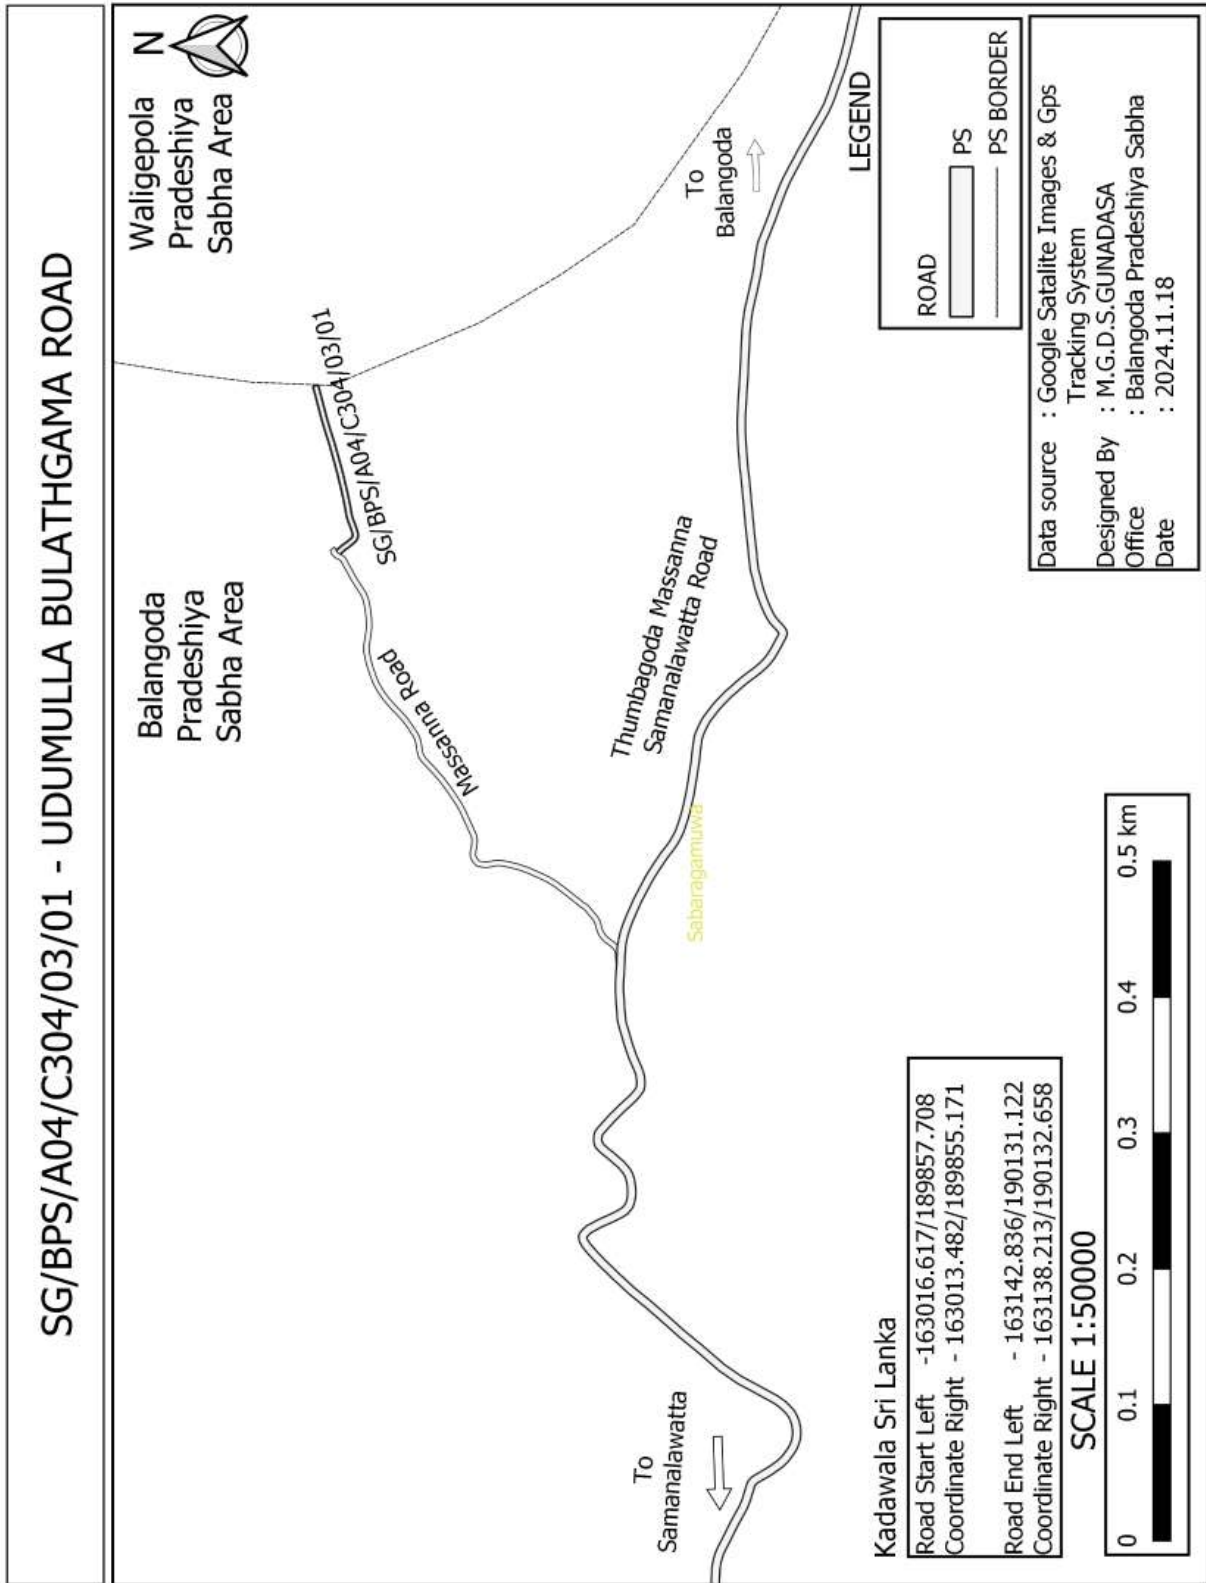 SG/BPS/A04/C304/03/01 - UDUMULLA BULATHGAMA ROAD
N
Waligepola
Pradeshiya
Sabha Area
Balangoda
Pradeshiya
Sabha Area
SG/BPS/A04/C304/03/01
Massanna Road
To
Balangoda
Thumbagoda Massanna
Samanalawatta Road
Sabaragamuwa
To
Samanalawatta
LEGEND
ROAD
PS
PS BORDER
Data source : Google Satalite Images & Gps
Tracking System
Designed By : M.G.D.S.GUNADASA
Office : Balangoda Pradeshiya Sabha
Date : 2024.11.18
Kadawala Sri Lanka
Road Start Left -163016.617/189857.708
Coordinate Right - 163013.482/189855.171
Road End Left - 163142.836/190131.122
Coordinate Right - 163138.213/190132.658
SCALE 1:50000
0 0.1 0.2 0.3 0.4 0.5 km